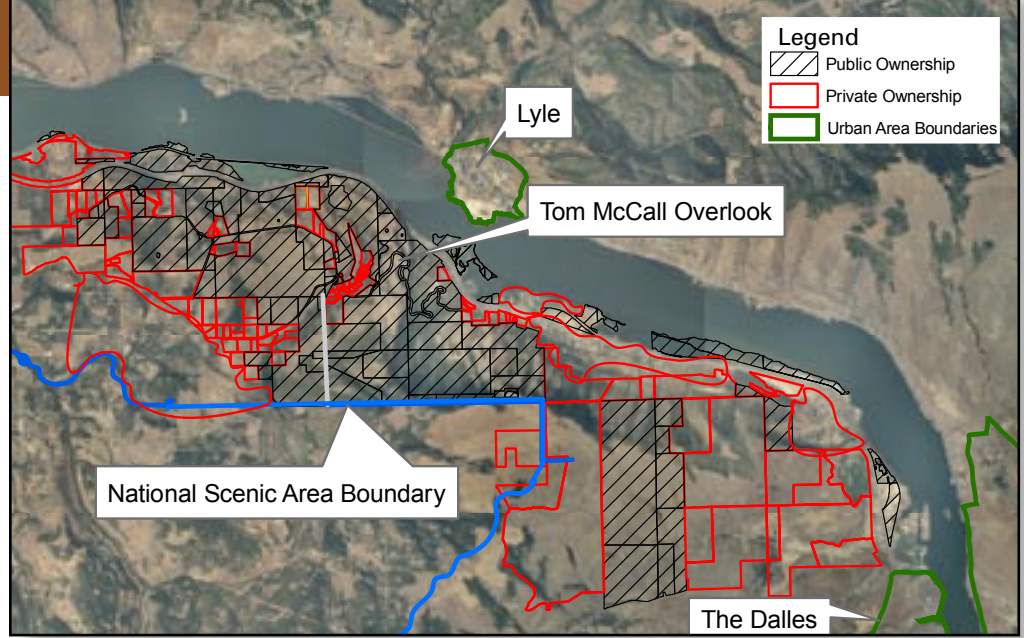 Legend
Public Ownership
Private Ownership
Urban Area Boundaries
Lyle
Tom McCall Overlook
National Scenic Area Boundary
The Dalles